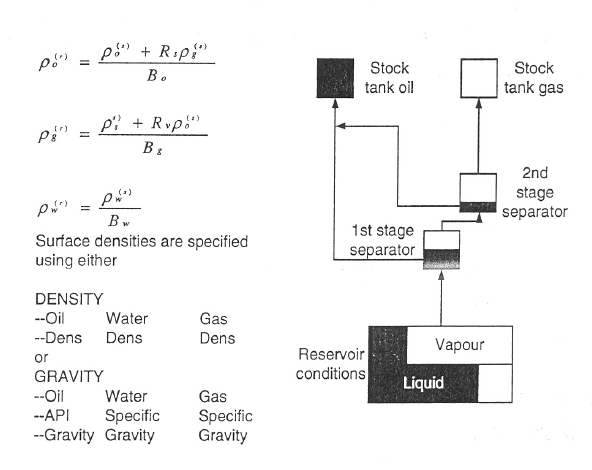 ρo(r) = ρo(s) + Rsρg(s) / Bo
ρg(r) = ρg(s) + Rvρo(s) / Bg
ρw(r) = ρw(s) / Bw
Surface densities are specified
using either
DENSITY
--Oil Water Gas
--Dens Dens Dens
or
GRAVITY
--Oil Water Gas
--API Specific Specific
--Gravity Gravity Gravity
Stock
tank oil
Stock
tank gas
2nd
stage
separator
1st stage
separator
Reservoir
conditions
Vapour
Liquid